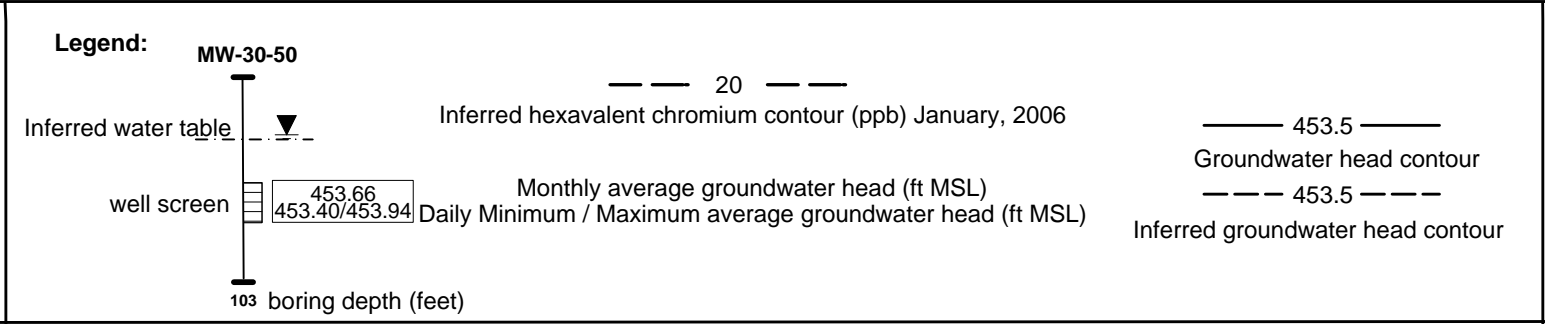 Legend:
MW-30-50
Inferred water table
well screen
453.66
453.40/453.94
103 boring depth (feet)
20
Inferred hexavalent chromium contour (ppb) January, 2006
Monthly average groundwater head (ft MSL)
Daily Minimum / Maximum average groundwater head (ft MSL)
453.5
Groundwater head contour
453.5
Inferred groundwater head contour